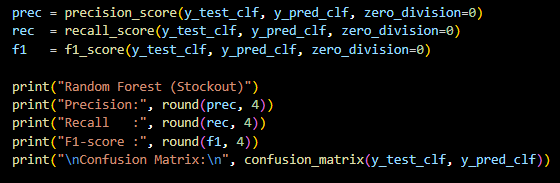 prec = precision_score(y_test_clf, y_pred_clf, zero_division=0)
rec  = recall_score(y_test_clf, y_pred_clf, zero_division=0)
f1   = f1_score(y_test_clf, y_pred_clf, zero_division=0)

print("Random Forest (Stockout)")
print("Precision:", round(prec, 4))
print("Recall   :", round(rec, 4))
print("F1-score :", round(f1, 4))
print("\nConfusion Matrix:\n", confusion_matrix(y_test_clf, y_pred_clf))